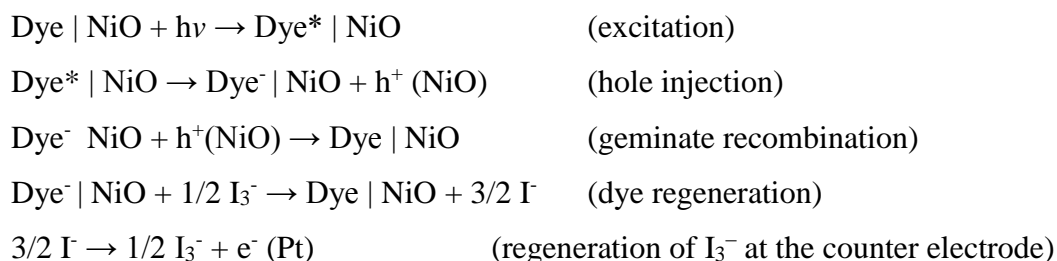 Dye | NiO + hν → Dye* | NiO (excitation)
Dye* | NiO → Dye⁻ | NiO + h⁺ (NiO) (hole injection)
Dye⁻ NiO + h⁺(NiO) → Dye | NiO (geminate recombination)
Dye⁻ | NiO + 1/2 I₃⁻ → Dye | NiO + 3/2 I⁻ (dye regeneration)
3/2 I⁻ → 1/2 I₃⁻ + e⁻ (Pt) (regeneration of I₃⁻ at the counter electrode)